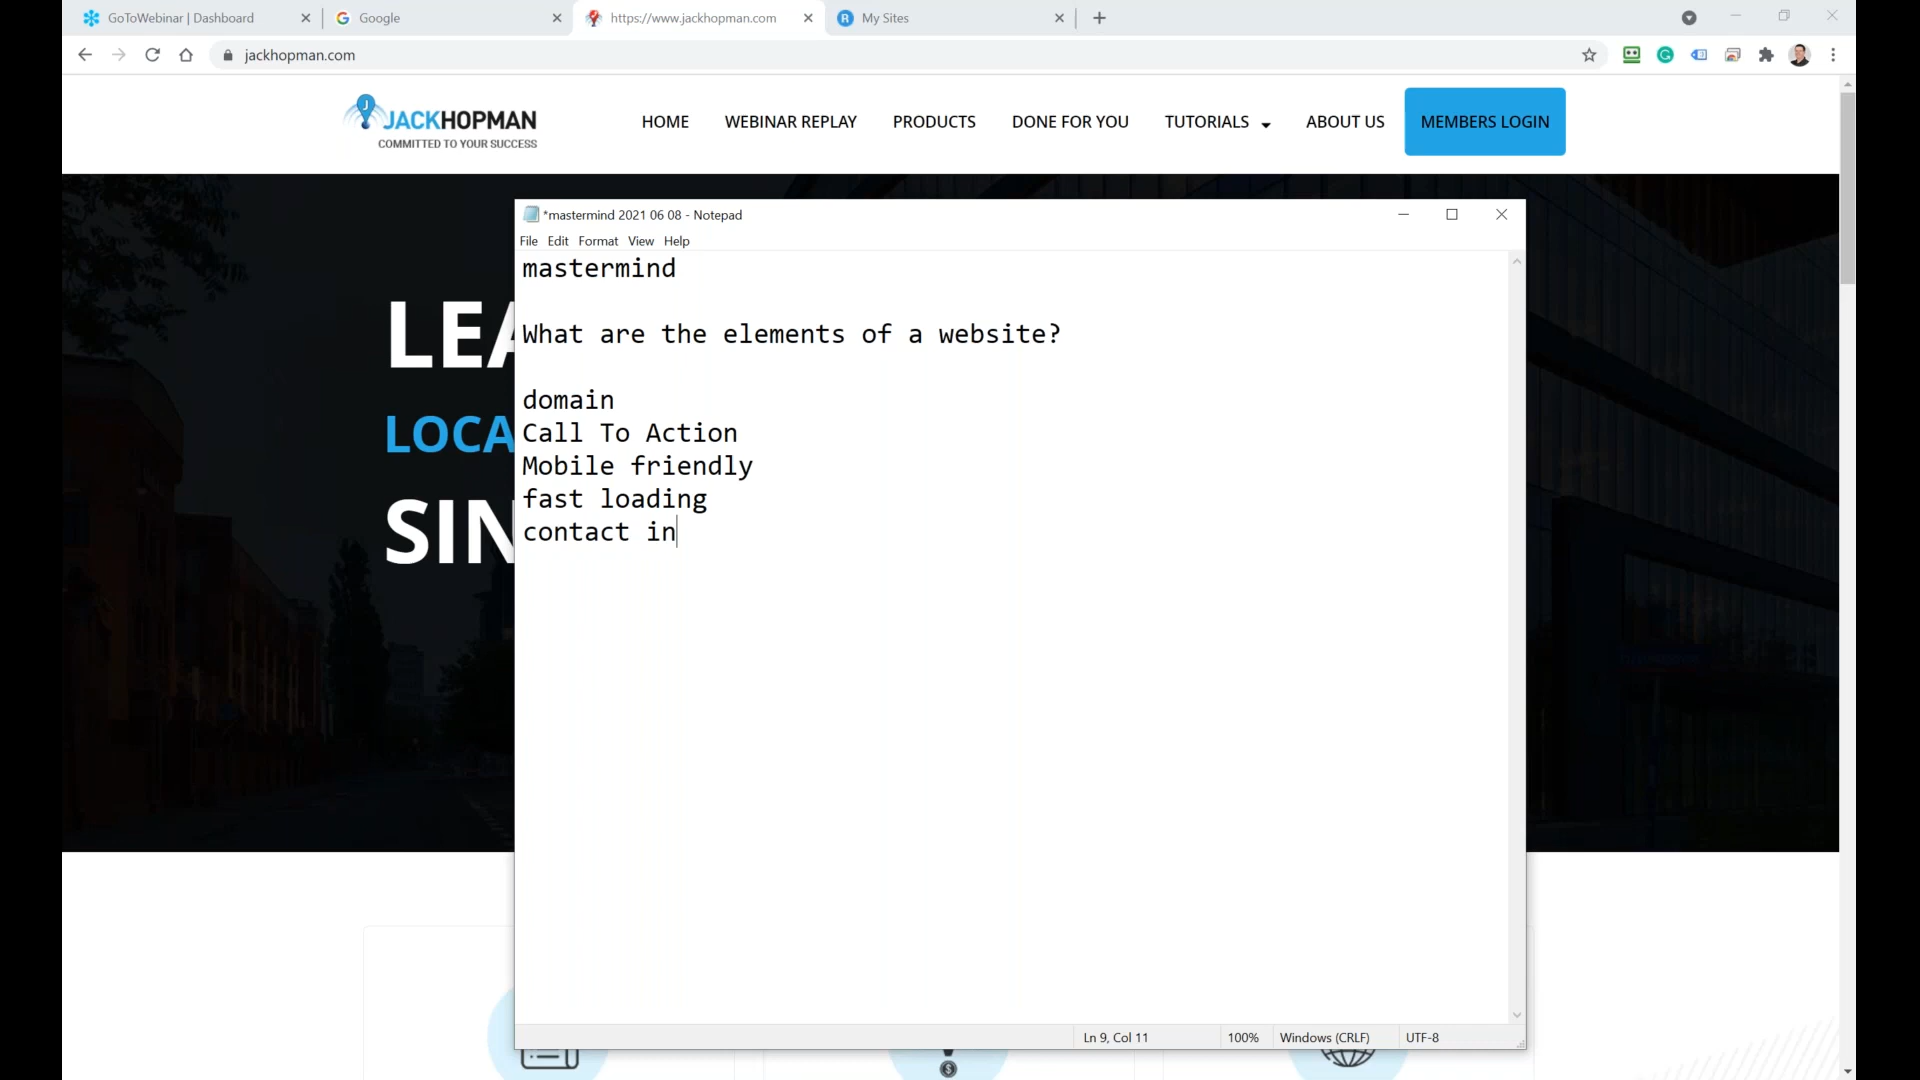 GoToWebinar | Dashboard
Google
https://www.jackhopman.com
My Sites
jackhopman.com
JACKHOPMAN
COMMITTED TO YOUR SUCCESS
HOME
WEBINAR REPLAY
PRODUCTS
DONE FOR YOU
TUTORIALS
ABOUT US
MEMBERS LOGIN
*mastermind 2021 06 08 - Notepad
File Edit Format View Help
mastermind
What are the elements of a website?
domain
Call To Action
Mobile friendly
fast loading
contact in
LEA
LOCA
SIN
Ln 9, Col 11
100%
Windows (CRLF)
UTF-8